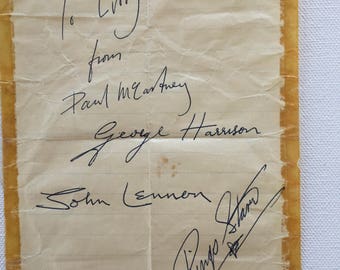 To
from
Paul McCartney
George Harrison
John Lennon
Ringo Starr